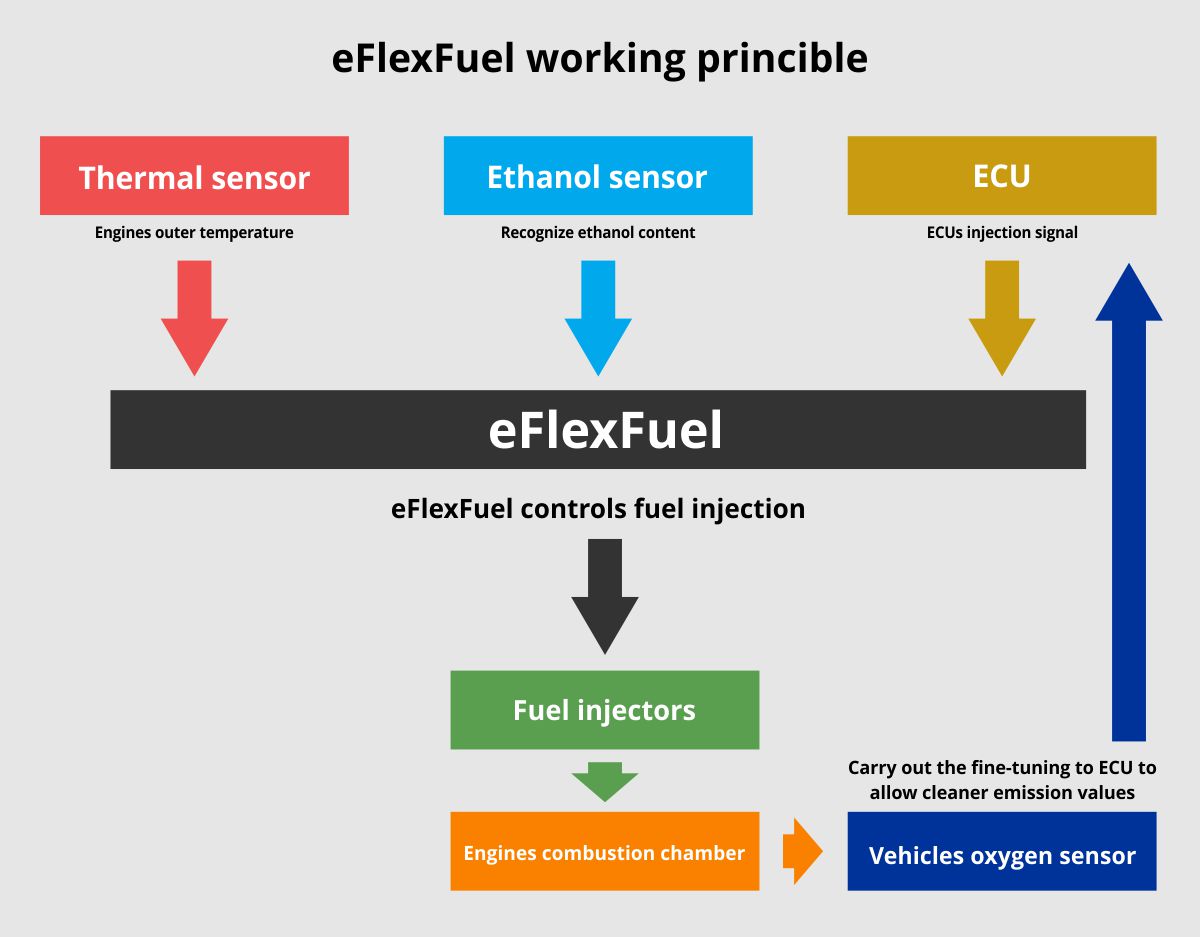 eFlexFuel working princible
Thermal sensor
Ethanol sensor
ECU
Engines outer temperature
Recognize ethanol content
ECUs injection signal
eFlexFuel
eFlexFuel controls fuel injection
Fuel injectors
Carry out the fine-tuning to ECU to
allow cleaner emission values
Engines combustion chamber
Vehicles oxygen sensor